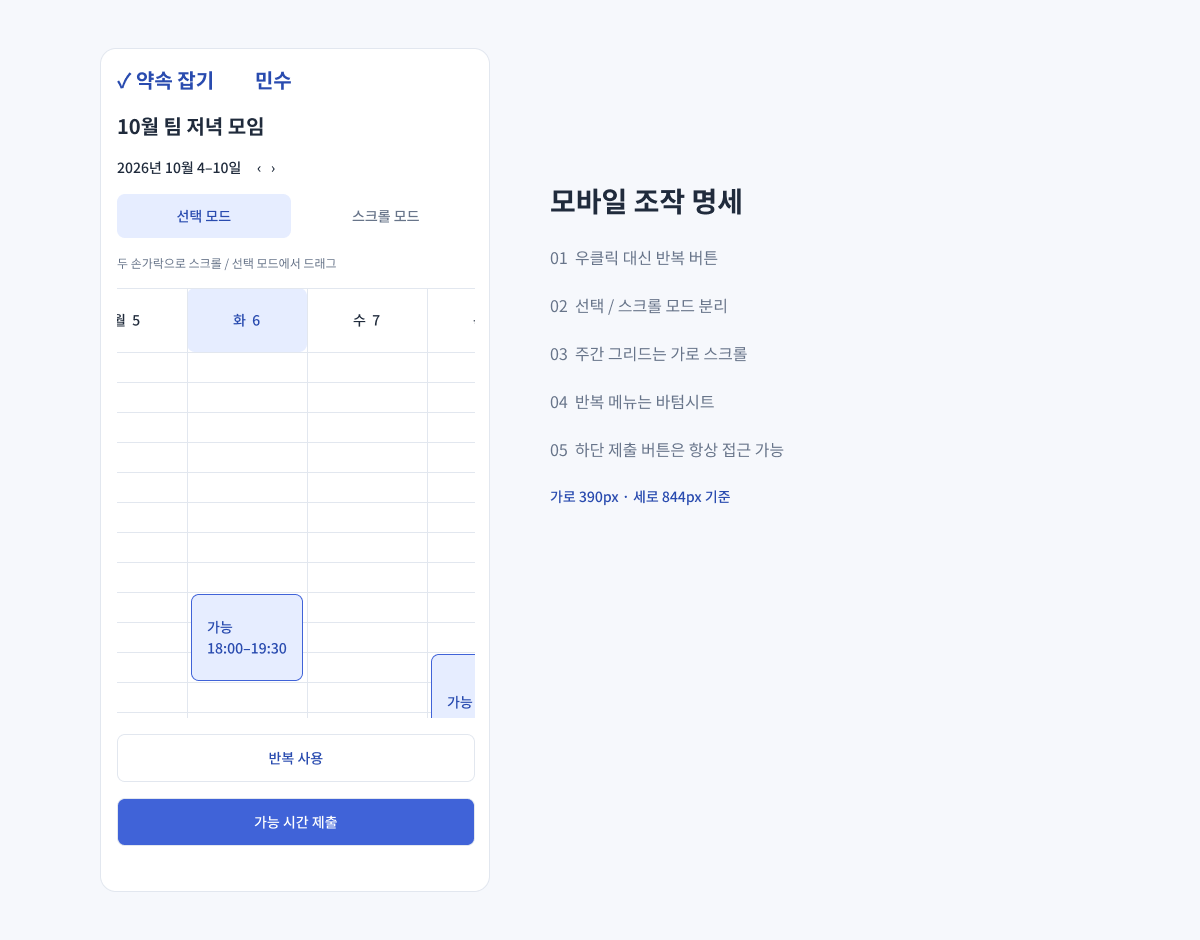 ✓ 약속 잡기 민수
10월 팀 저녁 모임
2026년 10월 4–10일 ‹ ›
선택 모드 스크롤 모드
두 손가락으로 스크롤 / 선택 모드에서 드래그
월 5 화 6 수 7
가능
18:00–19:30
가능
반복 사용
가능 시간 제출
모바일 조작 명세
01 우클릭 대신 반복 버튼
02 선택 / 스크롤 모드 분리
03 주간 그리드는 가로 스크롤
04 반복 메뉴는 바텀시트
05 하단 제출 버튼은 항상 접근 가능
가로 390px · 세로 844px 기준